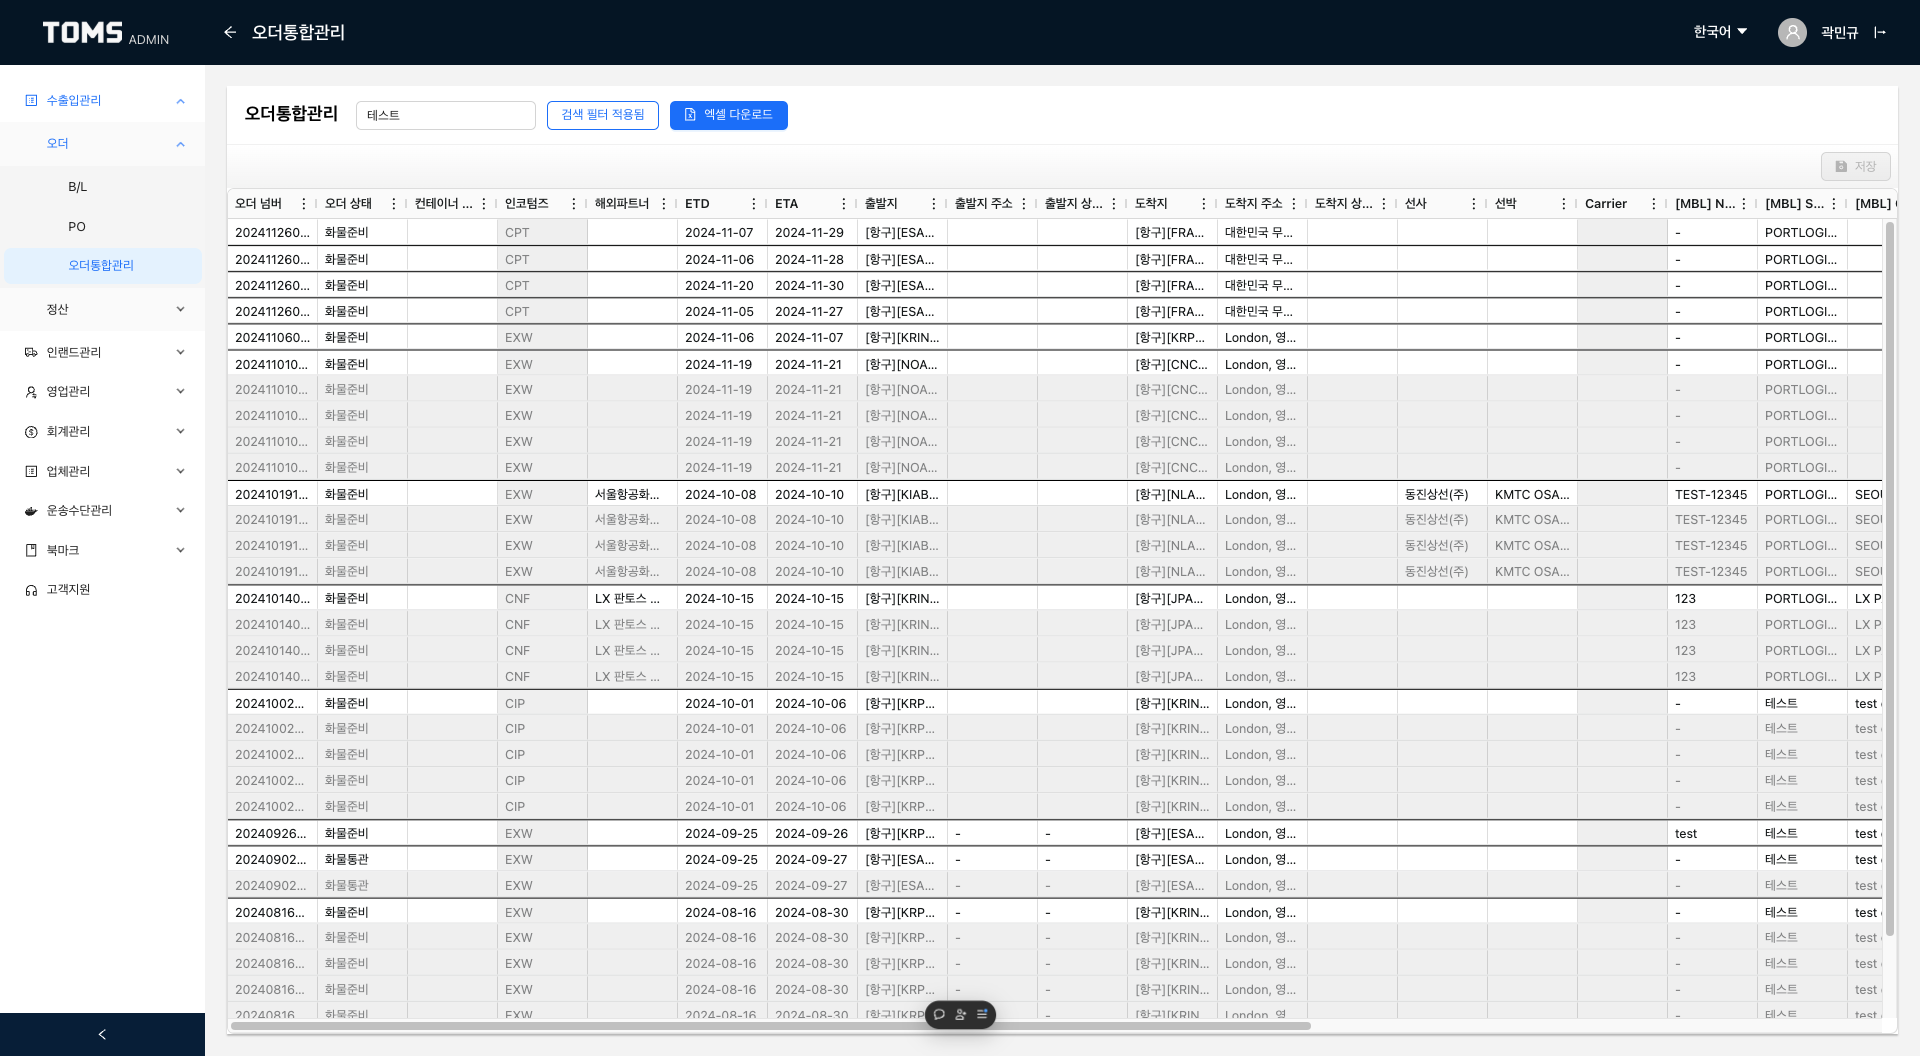 TOMS ADMIN
오더통합관리
한국어
곽민규
수출입관리
오더
B/L
PO
오더통합관리
정산
인랜드관리
영업관리
회계관리
업체관리
운송수단관리
북마크
고객지원
오더통합관리 테스트 검색 필터 적용됨 엑셀 다운로드
저장
오더 넘버 오더 상태 컨테이너 ... 인코텀즈 해외파트너 ETD ETA 출발지 출발지 주소 출발지 상... 도착지 도착지 주소 도착지 상... 선사 선박 Carrier [MBL] N... [MBL] S... [MBL]
202411260... 화물준비 CPT 2024-11-07 2024-11-29 [항구][ESA... [항구][FRA... 대한민국 무... - PORTLOGI...
202411260... 화물준비 CPT 2024-11-06 2024-11-28 [항구][ESA... [항구][FRA... 대한민국 무... - PORTLOGI...
202411260... 화물준비 CPT 2024-11-20 2024-11-30 [항구][ESA... [항구][FRA... 대한민국 무... - PORTLOGI...
202411260... 화물준비 CPT 2024-11-05 2024-11-27 [항구][ESA... [항구][FRA... 대한민국 무... - PORTLOGI...
202411060... 화물준비 EXW 2024-11-06 2024-11-07 [항구][KRIN... [항구][KRP... London, 영... - PORTLOGI...
202411010... 화물준비 EXW 2024-11-19 2024-11-21 [항구][NOA... [항구][CNC... London, 영... - PORTLOGI...
202411010... 화물준비 EXW 2024-11-19 2024-11-21 [항구][NOA... [항구][CNC... London, 영... - PORTLOGI...
202411010... 화물준비 EXW 2024-11-19 2024-11-21 [항구][NOA... [항구][CNC... London, 영... - PORTLOGI...
202411010... 화물준비 EXW 2024-11-19 2024-11-21 [항구][NOA... [항구][CNC... London, 영... - PORTLOGI...
202411010... 화물준비 EXW 2024-11-19 2024-11-21 [항구][NOA... [항구][CNC... London, 영... - PORTLOGI...
202410191... 화물준비 EXW 서울항공화... 2024-10-08 2024-10-10 [항구][KIAB... [항구][NLA... London, 영... 동진상선(주) KMTC OSA... TEST-12345 PORTLOGI... SEOU
202410191... 화물준비 EXW 서울항공화... 2024-10-08 2024-10-10 [항구][KIAB... [항구][NLA... London, 영... 동진상선(주) KMTC OSA... TEST-12345 PORTLOGI... SEOU
202410191... 화물준비 EXW 서울항공화... 2024-10-08 2024-10-10 [항구][KIAB... [항구][NLA... London, 영... 동진상선(주) KMTC OSA... TEST-12345 PORTLOGI... SEOU
202410191... 화물준비 EXW 서울항공화... 2024-10-08 2024-10-10 [항구][KIAB... [항구][NLA... London, 영... 동진상선(주) KMTC OSA... TEST-12345 PORTLOGI... SEOU
202410140... 화물준비 CNF LX 판토스 ... 2024-10-15 2024-10-15 [항구][KRIN... [항구][JPA... London, 영... 123 PORTLOGI... LX P
202410140... 화물준비 CNF LX 판토스 ... 2024-10-15 2024-10-15 [항구][KRIN... [항구][JPA... London, 영... 123 PORTLOGI... LX P
202410140... 화물준비 CNF LX 판토스 ... 2024-10-15 2024-10-15 [항구][KRIN... [항구][JPA... London, 영... 123 PORTLOGI... LX P
202410140... 화물준비 CNF LX 판토스 ... 2024-10-15 2024-10-15 [항구][KRIN... [항구][JPA... London, 영... 123 PORTLOGI... LX P
20241002... 화물준비 CIP 2024-10-01 2024-10-06 [항구][KRP... [항구][KRIN... London, 영... - 테스트 test
20241002... 화물준비 CIP 2024-10-01 2024-10-06 [항구][KRP... [항구][KRIN... London, 영... - 테스트 test
20241002... 화물준비 CIP 2024-10-01 2024-10-06 [항구][KRP... [항구][KRIN... London, 영... - 테스트 test
20241002... 화물준비 CIP 2024-10-01 2024-10-06 [항구][KRP... [항구][KRIN... London, 영... - 테스트 test
20241002... 화물준비 CIP 2024-10-01 2024-10-06 [항구][KRP... [항구][KRIN... London, 영... - 테스트 test
20240926... 화물준비 EXW 2024-09-25 2024-09-26 [항구][KRP... - - [항구][ESA... London, 영... test 테스트 test
20240902... 화물통관 EXW 2024-09-25 2024-09-27 [항구][ESA... - - [항구][ESA... London, 영... - 테스트 test
20240902... 화물통관 EXW 2024-09-25 2024-09-27 [항구][ESA... - - [항구][ESA... London, 영... - 테스트 test
20240816... 화물준비 EXW 2024-08-16 2024-08-30 [항구][KRP... - - [항구][KRIN... London, 영... - 테스트 test
20240816... 화물준비 EXW 2024-08-16 2024-08-30 [항구][KRP... - - [항구][KRIN... London, 영... - 테스트 test
20240816... 화물준비 EXW 2024-08-16 2024-08-30 [항구][KRP... - - [항구][KRIN... London, 영... - 테스트 test
20240816... 화물준비 EXW 2024-08-16 2024-08-30 [항구][KRP... [항구][KRIN... London, 영... - 테스트 test
20240816 화물준비 EXW 2024-08-16 2024-08-30 [항구][KRP [항구][KRIN London, 영 - 테스트 test